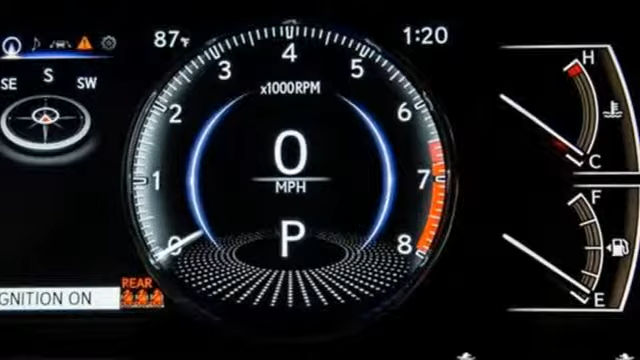 87°F
1:20
SE S SW
x1000RPM
0 1 2 3 4 5 6 7 8
0
MPH
P
H
C
F
E
GNITION ON
REAR